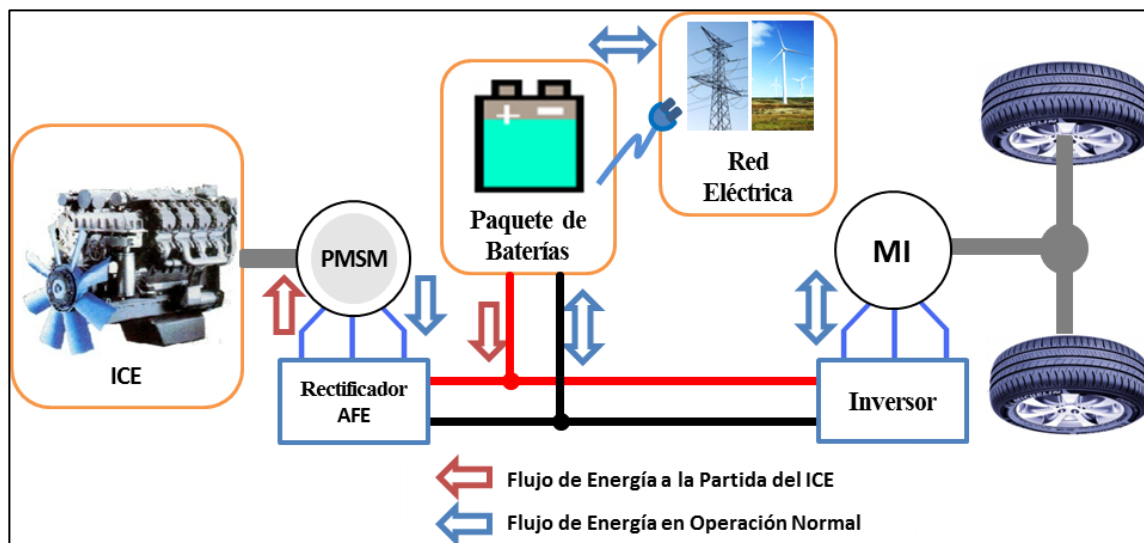 Red
Eléctrica
Paquete de
Baterías
PMSM
MI
ICE
Rectificador
AFE
Inversor
Flujo de Energía a la Partida del ICE
Flujo de Energía en Operación Normal